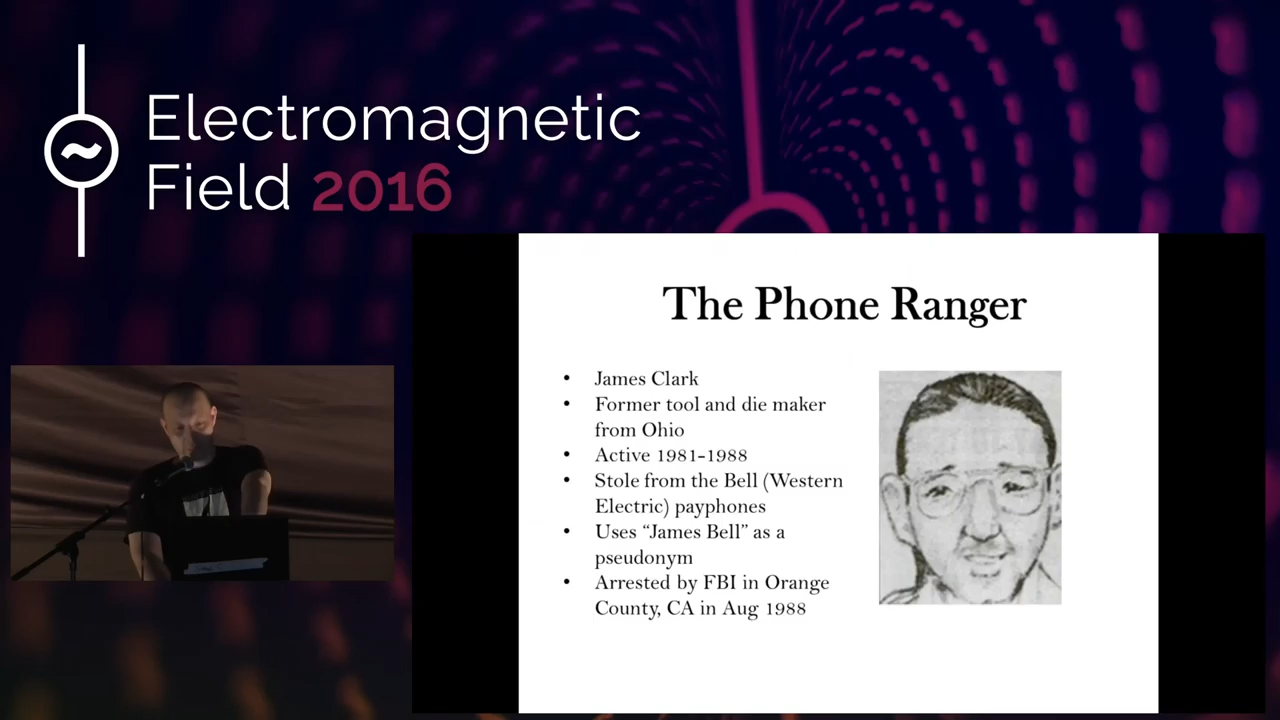 Electromagnetic
Field 2016
The Phone Ranger
• James Clark
• Former tool and die maker
from Ohio
• Active 1981-1988
• Stole from the Bell (Western
Electric) payphones
• Uses “James Bell” as a
pseudonym
• Arrested by FBI in Orange
County, CA in Aug 1988